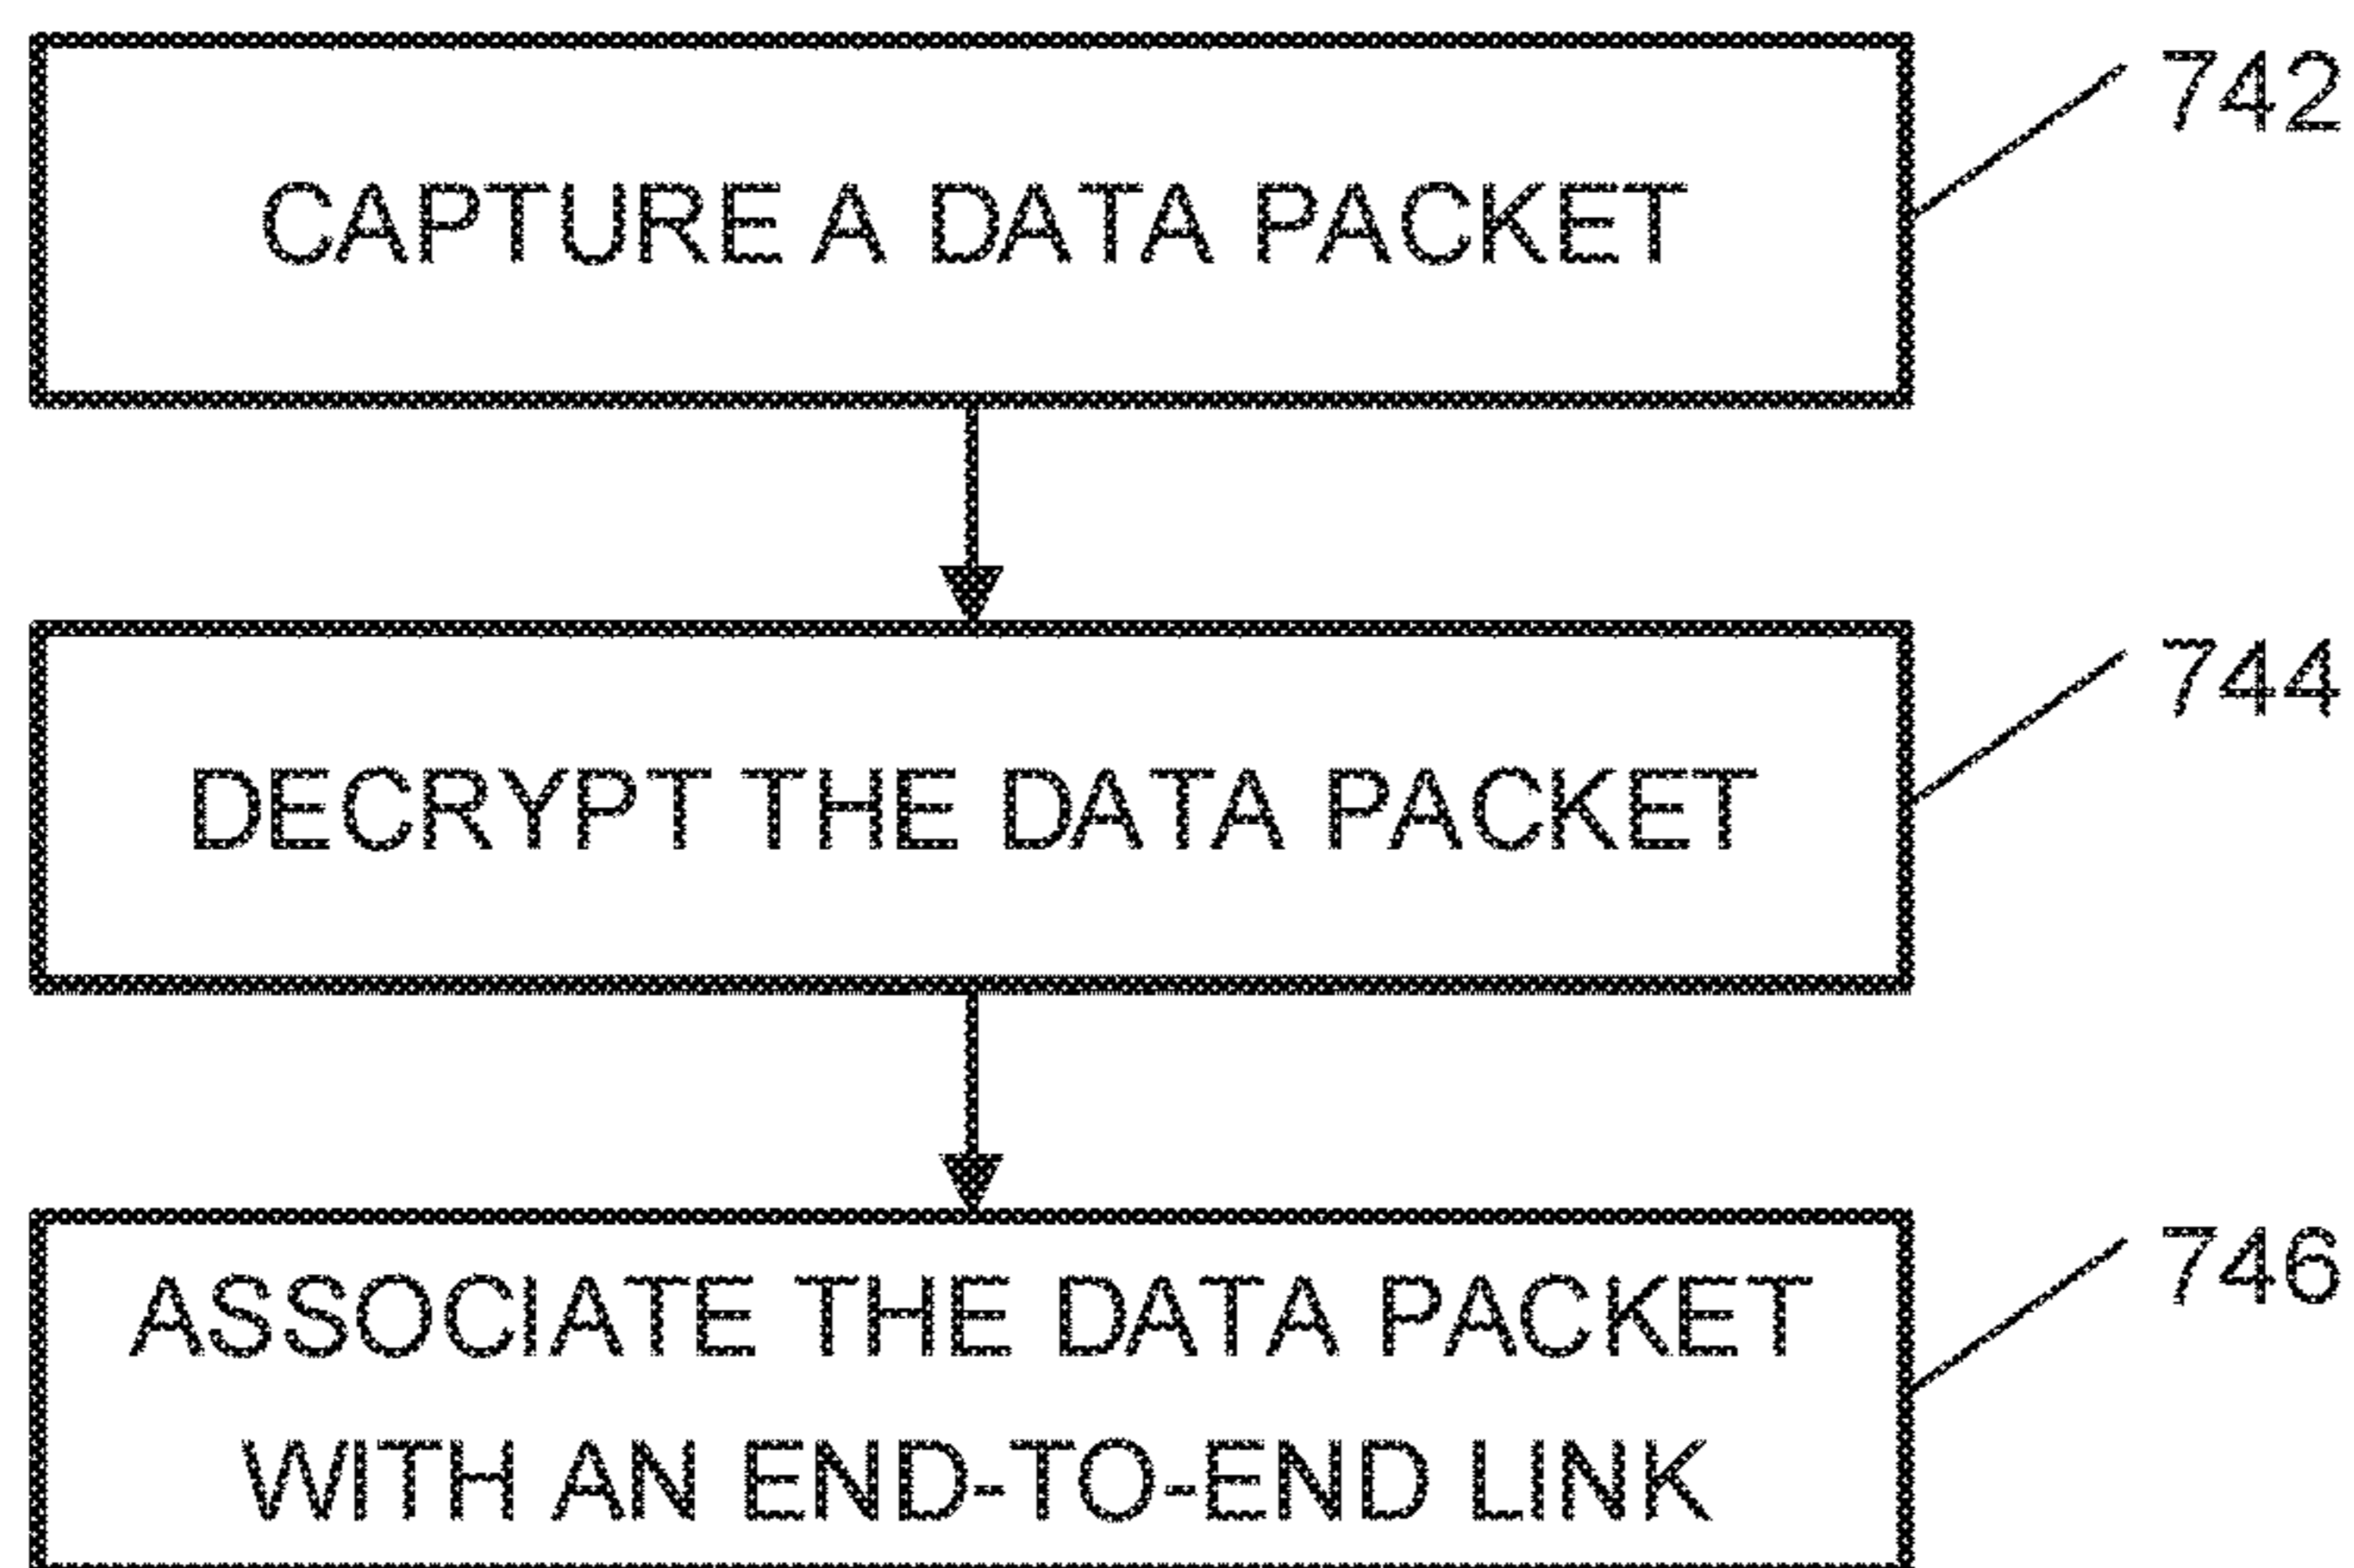 CAPTURE A DATA PACKET
742
DECRYPT THE DATA PACKET
744
ASSOCIATE THE DATA PACKET
WITH AN END-TO-END LINK
746